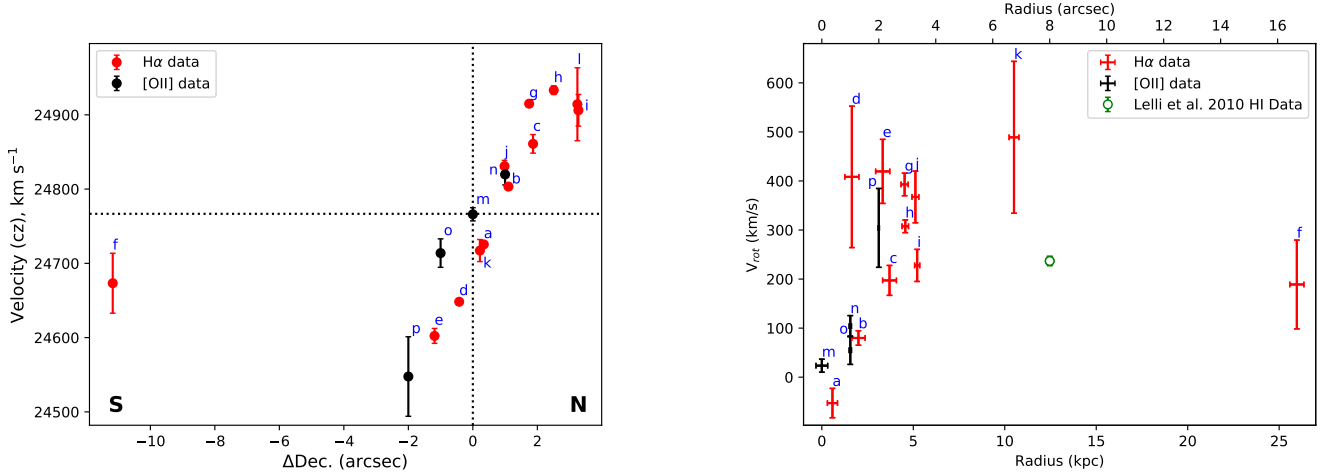 Hα data
[OII] data
f
p
e
o
d
k
a
m
n
j
b
c
g
h
l
i
S
N
24900
24800
24700
24600
24500
Velocity (cz), km s⁻¹
−10
−8
−6
−4
−2
0
2
ΔDec. (arcsec)
Radius (arcsec)
0
2
4
6
8
10
12
14
16
Hα data
[OII] data
Lelli et al. 2010 HI Data
k
d
e
p
g
h
c
i
n
o
b
m
a
f
600
500
400
300
200
100
0
V_rot (km/s)
0
5
10
15
20
25
Radius (kpc)